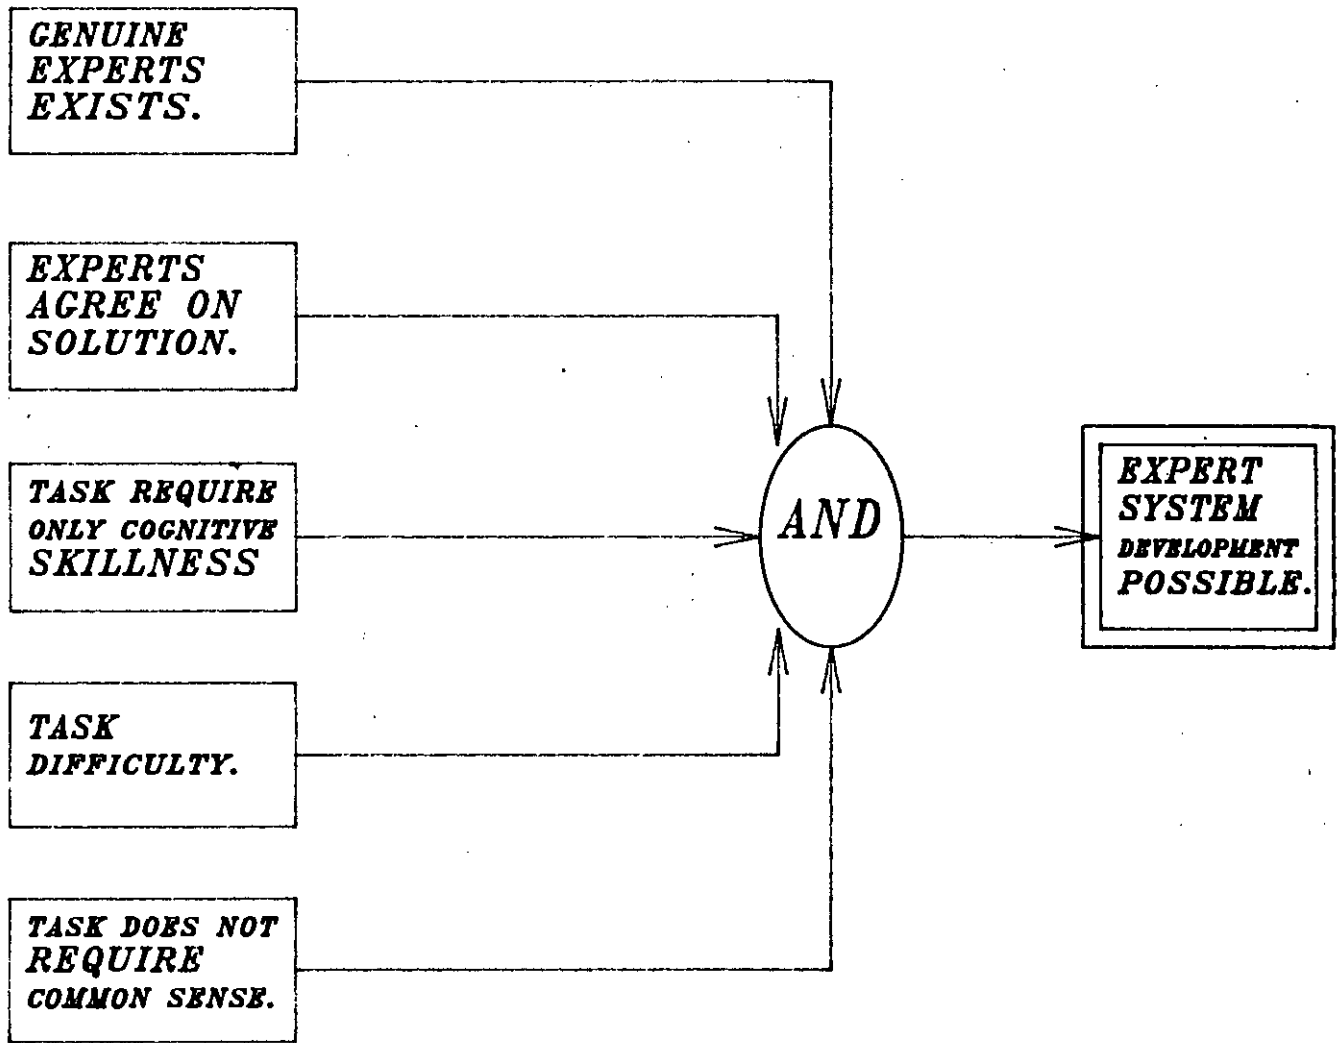 GENUINE
EXPERTS
EXISTS.
EXPERTS
AGREE ON
SOLUTION.
TASK REQUIRE
ONLY COGNITIVE
SKILLNESS
TASK
DIFFICULTY.
TASK DOES NOT
REQUIRE
COMMON SENSE.
AND
EXPERT
SYSTEM
DEVELOPMENT
POSSIBLE.